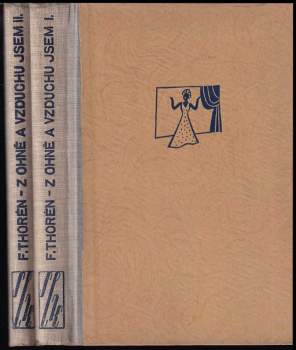 F. THORÉN – Z OHNĚ A VZDUCHU JSEM II.
F. THORÉN – Z OHNĚ A VZDUCHU JSEM I.